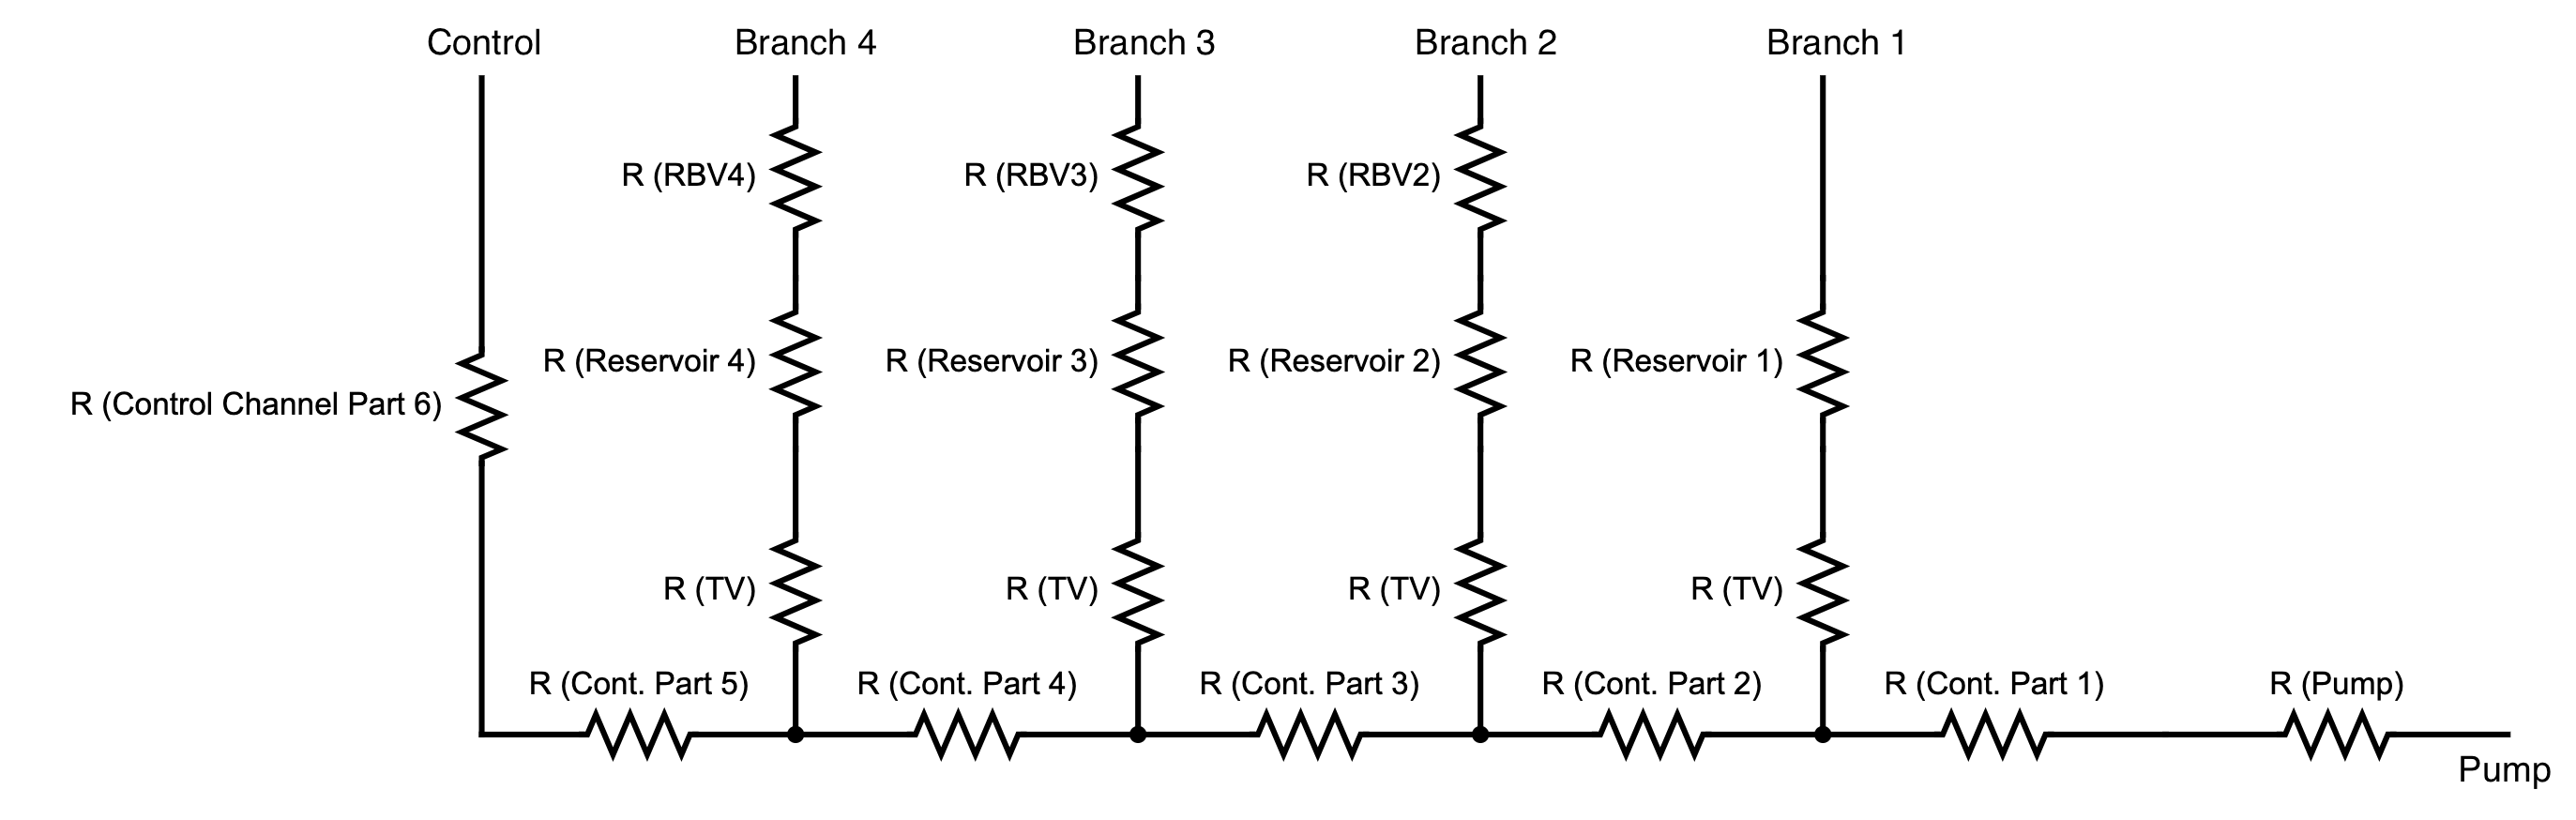 Control
Branch 4
Branch 3
Branch 2
Branch 1
R (RBV4)
R (RBV3)
R (RBV2)
R (Reservoir 4)
R (Reservoir 3)
R (Reservoir 2)
R (Reservoir 1)
R (Control Channel Part 6)
R (TV)
R (TV)
R (TV)
R (TV)
R (Cont. Part 5)
R (Cont. Part 4)
R (Cont. Part 3)
R (Cont. Part 2)
R (Cont. Part 1)
R (Pump)
Pump